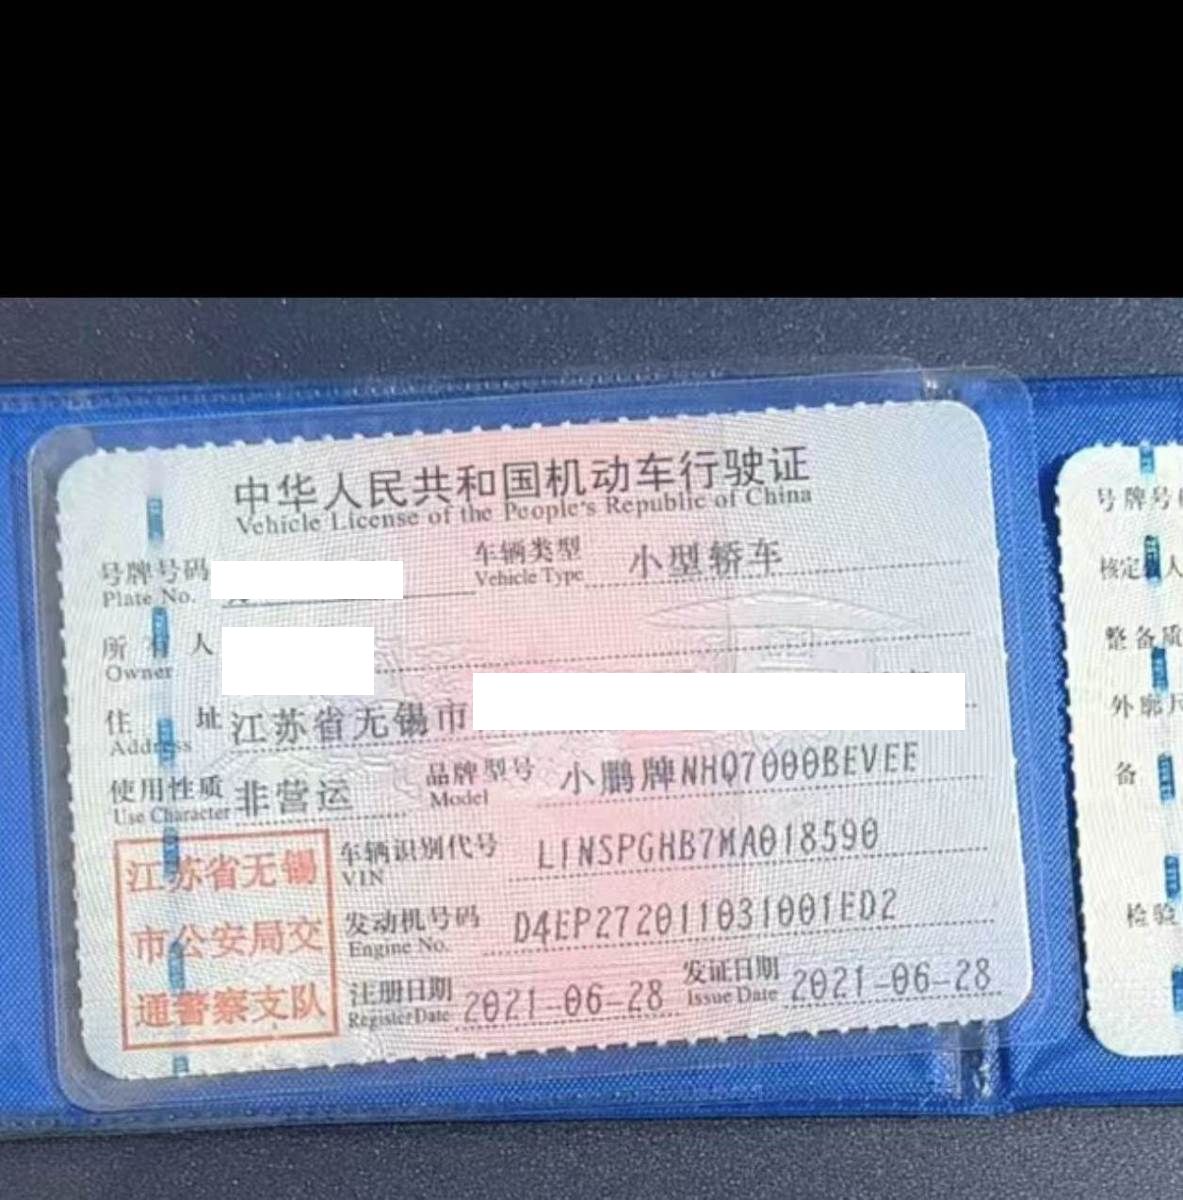 中华人民共和国机动车行驶证
Vehicle License of the People's Republic of China
号牌号码
Plate No.
车辆类型 小型轿车
Vehicle Type
所有人
Owner
住址 江苏省无锡市
Address
使用性质 非营运
Use Character
品牌型号 小鹏牌NHQ7000BEVEE
Model
车辆识别代号 L1NSPGHB7MA018590
VIN
发动机号码 D4EP272011031001ED2
Engine No.
注册日期 2021-06-28
Register Date
发证日期 2021-06-28
Issue Date
江苏省无锡
市公安局交
通警察支队
号牌号
核定 人
整备质
外廓尺
备
检验